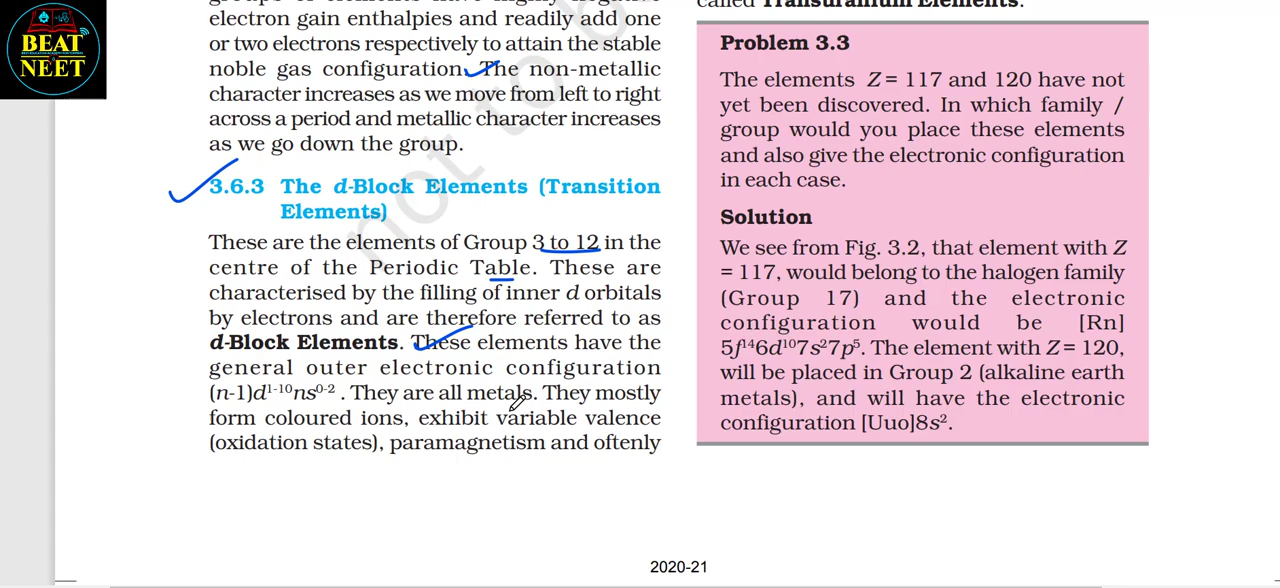 BEAT
NEET
electron gain enthalpies and readily add one
or two electrons respectively to attain the stable
noble gas configuration. The non-metallic
character increases as we move from left to right
across a period and metallic character increases
as we go down the group.
3.6.3 The d-Block Elements (Transition
Elements)
These are the elements of Group 3 to 12 in the
centre of the Periodic Table. These are
characterised by the filling of inner d orbitals
by electrons and are therefore referred to as
d-Block Elements. These elements have the
general outer electronic configuration
(n-1)d¹⁻¹⁰ns⁰⁻² . They are all metals. They mostly
form coloured ions, exhibit variable valence
(oxidation states), paramagnetism and oftenly
called Transuranium Elements.
Problem 3.3
The elements Z = 117 and 120 have not
yet been discovered. In which family /
group would you place these elements
and also give the electronic configuration
in each case.
Solution
We see from Fig. 3.2, that element with Z
= 117, would belong to the halogen family
(Group 17) and the electronic
configuration would be [Rn]
5f¹⁴6d¹⁰7s²7p⁵. The element with Z = 120,
will be placed in Group 2 (alkaline earth
metals), and will have the electronic
configuration [Uuo]8s².
not to b
2020-21